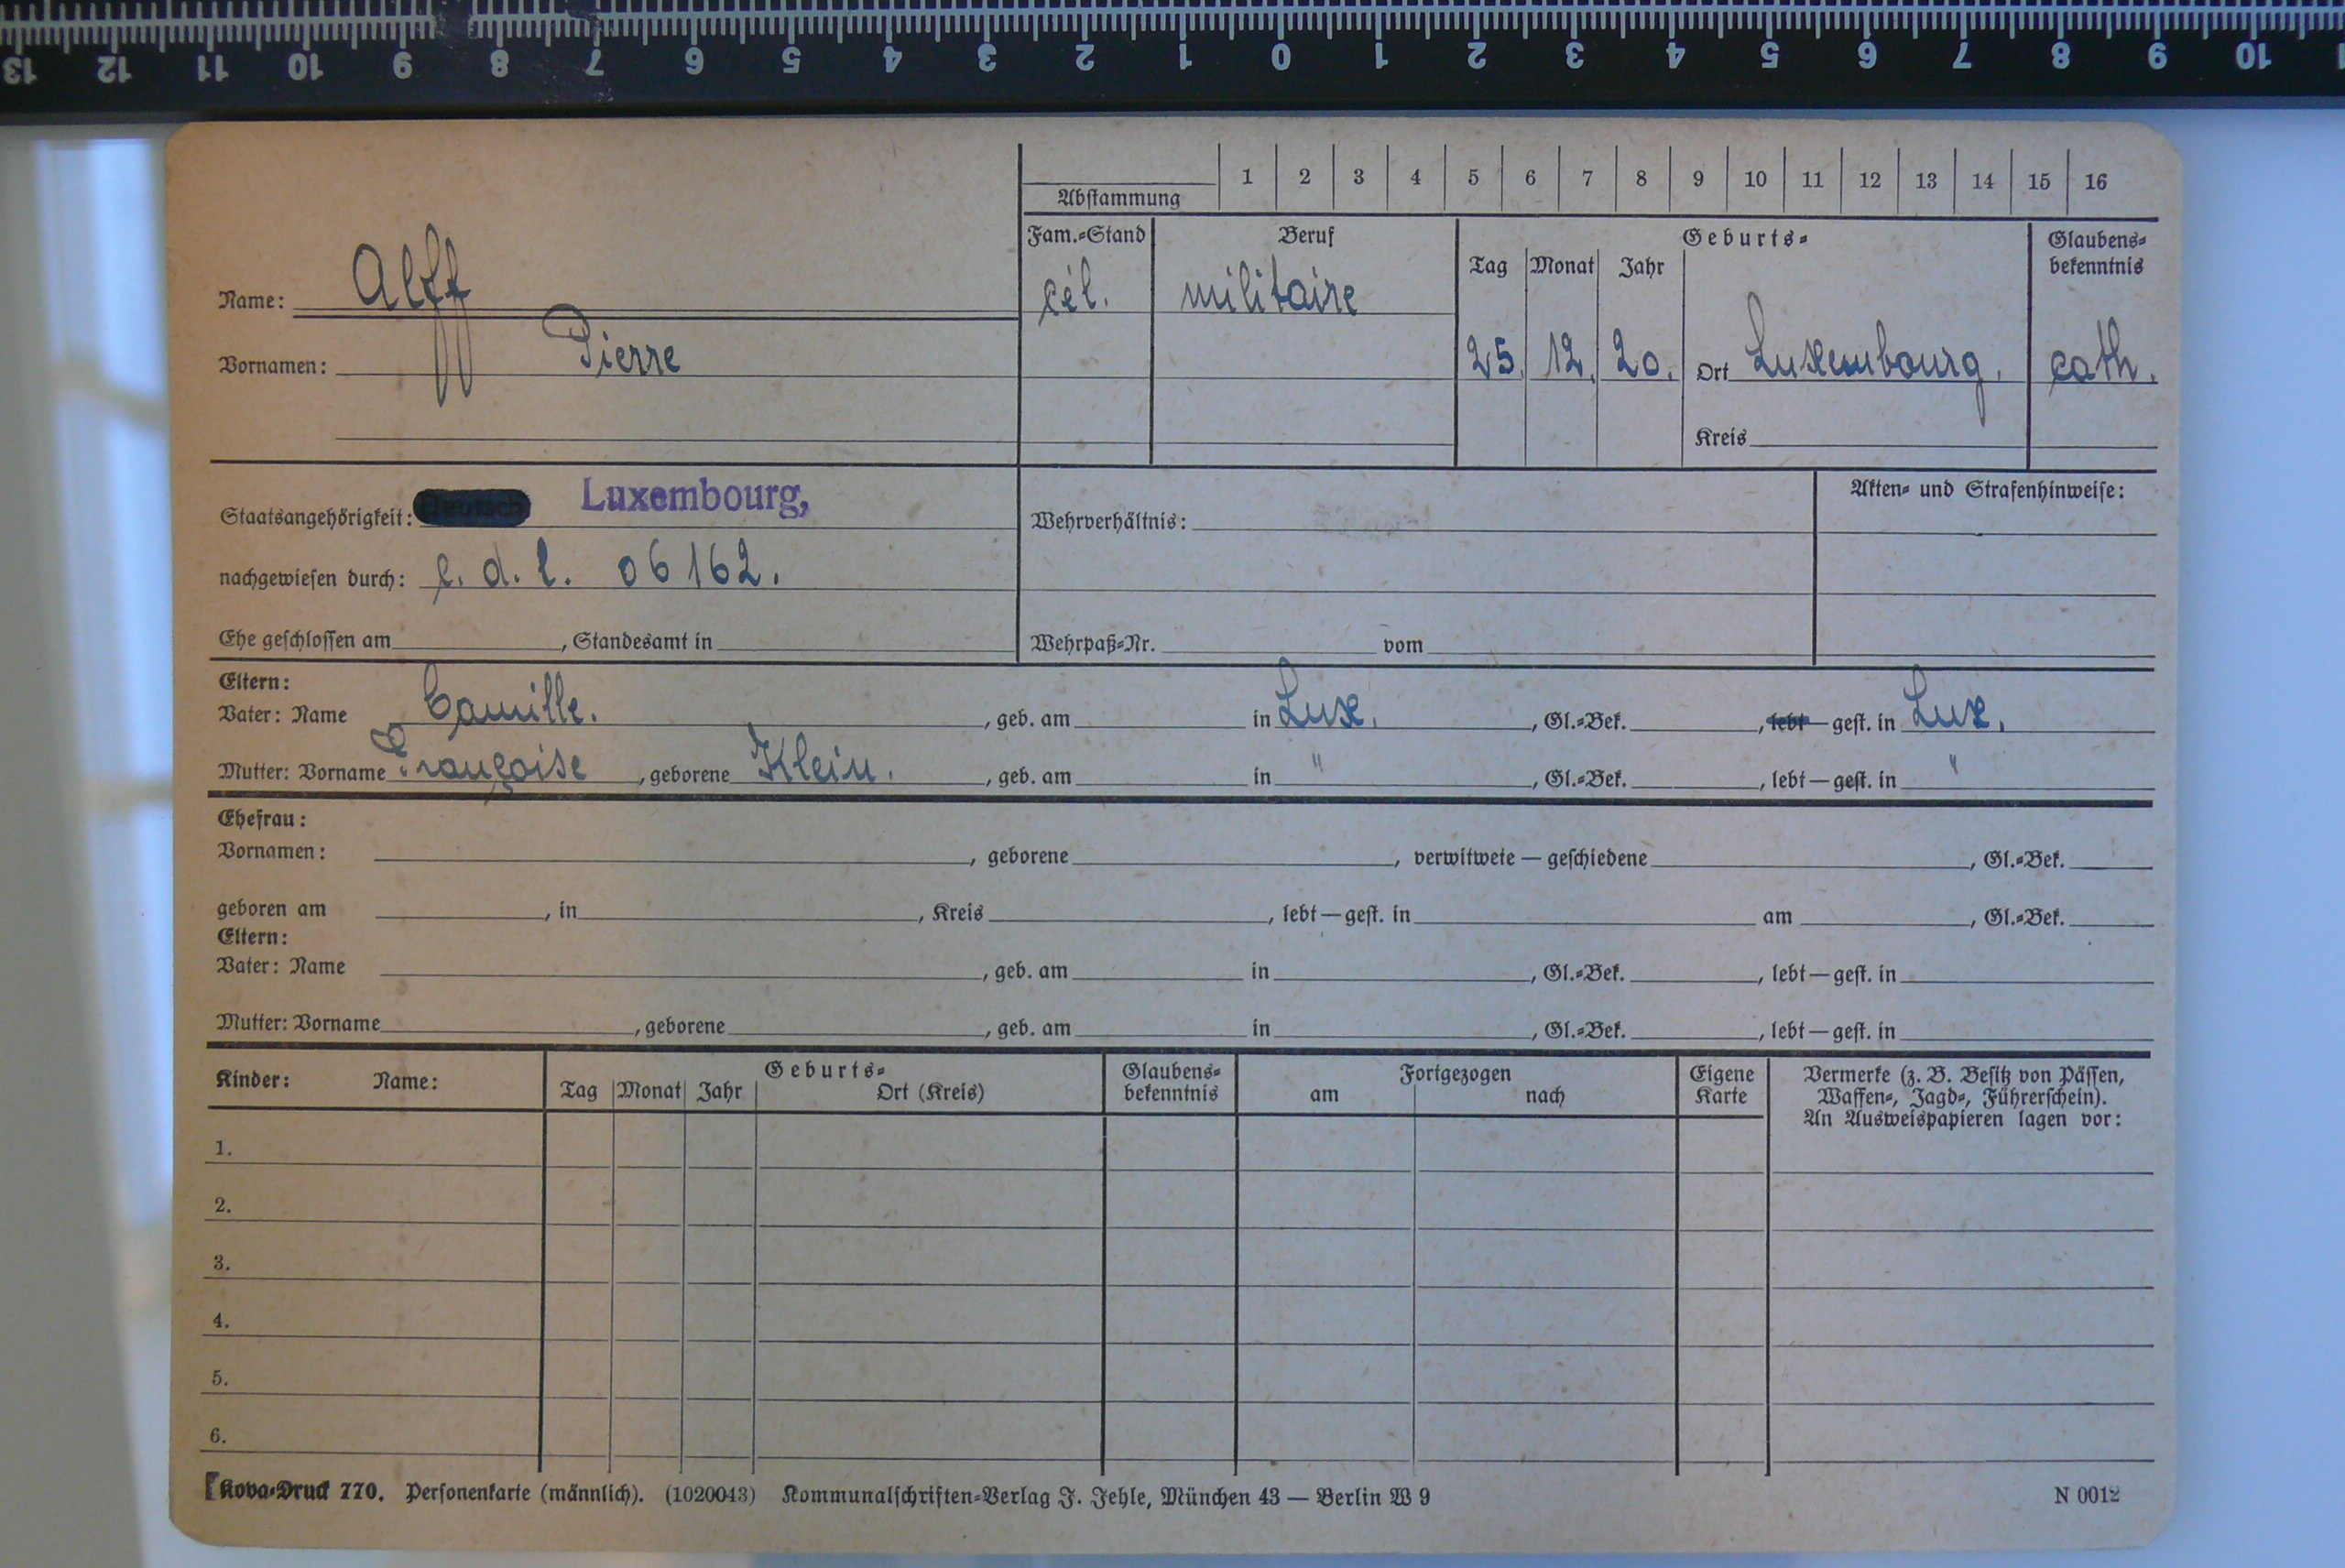 13 12 11 10 9 8 7 6 5 4 3 2 1 0 1 2 3 4 5 6 7 8 9 10
Abstammung 1 2 3 4 5 6 7 8 9 10 11 12 13 14 15 16
Name: Alff
Vornamen: Pierre
Fam.-Stand
cél.
Beruf
militaire
Geburts-
Tag Monat Jahr
25. 12. 20. Ort Luxembourg.
Kreis
Glaubens-
bekenntnis
cath.
Staatsangehörigkeit: Deutsch Luxembourg,
nachgewiesen durch: c. d. l. 06162.
Ehe geschlossen am , Standesamt in
Wehrverhältnis:
Wehrpaß-Nr. vom
Akten- und Strafenhinweise:
Eltern:
Vater: Name Camille. , geb. am in Lux. , Gl.-Bek. , lebt — gest. in Lux.
Mutter: Vorname Françoise , geborene Klein. , geb. am in " , Gl.-Bek. , lebt — gest. in "
Ehefrau:
Vornamen: , geborene , verwitwete — geschiedene , Gl.-Bek.
geboren am , in , Kreis , lebt — gest. in am , Gl.-Bek.
Eltern:
Vater: Name , geb. am in , Gl.-Bek. , lebt — gest. in
Mutter: Vorname , geborene , geb. am in , Gl.-Bek. , lebt — gest. in
Kinder: Name:
Geburts-
Tag Monat Jahr Ort (Kreis)
Glaubens-
bekenntnis
Fortgezogen
am nach
Eigene
Karte
Vermerke (z. B. Besitz von Pässen,
Waffen-, Jagd-, Führerschein).
An Ausweispapieren lagen vor:
1.
2.
3.
4.
5.
6.
Kova-Druck 770. Personenkarte (männlich). (1020043) Kommunalschriften-Verlag J. Jehle, München 43 — Berlin W 9 N 0012